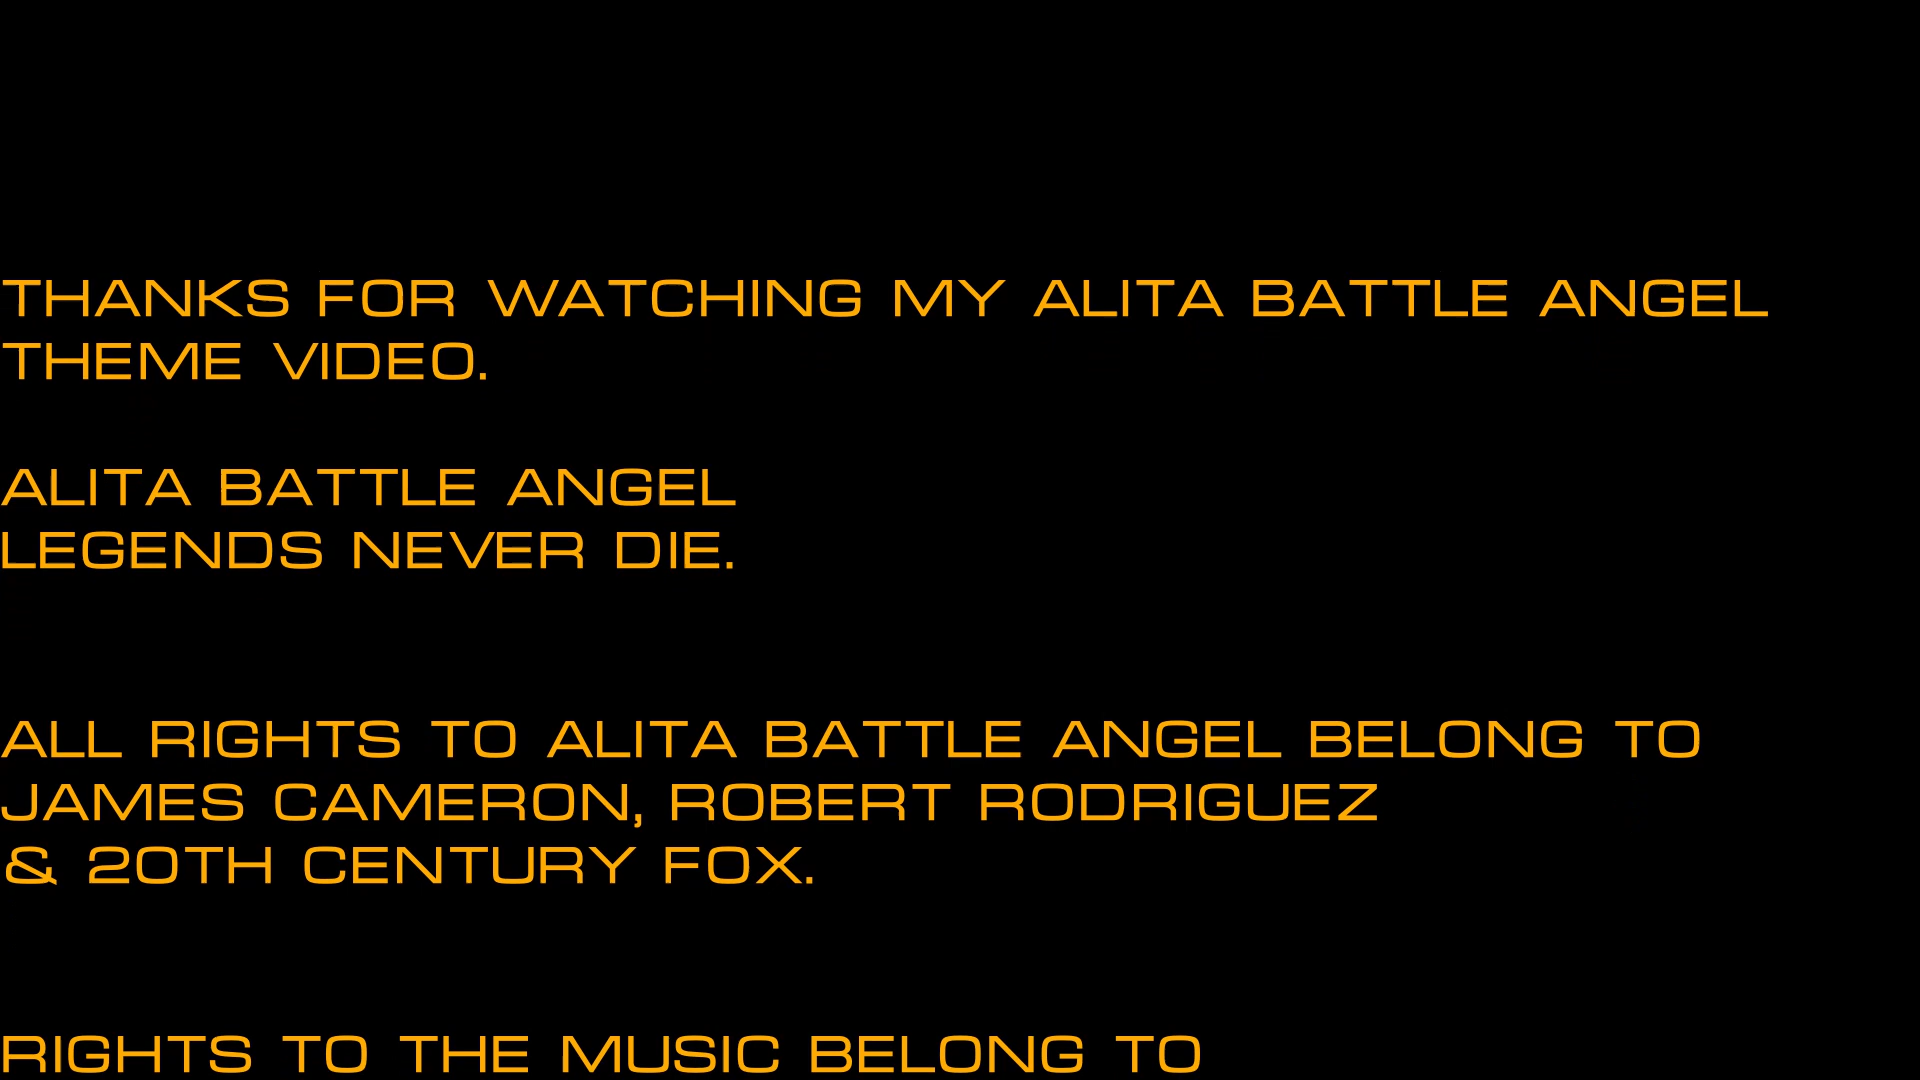 THANKS FOR WATCHING MY ALITA BATTLE ANGEL
THEME VIDEO.
ALITA BATTLE ANGEL
LEGENDS NEVER DIE.
ALL RIGHTS TO ALITA BATTLE ANGEL BELONG TO
JAMES CAMERON, ROBERT RODRIGUEZ
& 20TH CENTURY FOX.
RIGHTS TO THE MUSIC BELONG TO